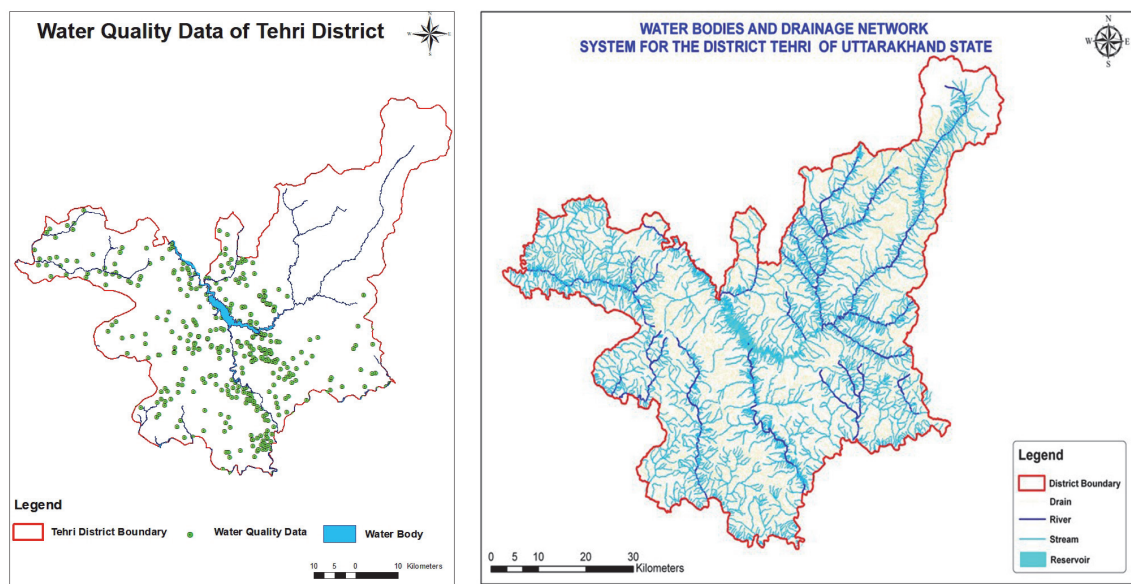 Water Quality Data of Tehri District
N
W
E
S
Legend
Tehri District Boundary
Water Quality Data
Water Body
10 5 0 10
Kilometers
WATER BODIES AND DRAINAGE NETWORK
SYSTEM FOR THE DISTRICT TEHRI OF UTTARAKHAND STATE
N
W
E
S
Legend
District Boundary
Drain
River
Stream
Reservoir
0 5 10 20 30
Kilometers